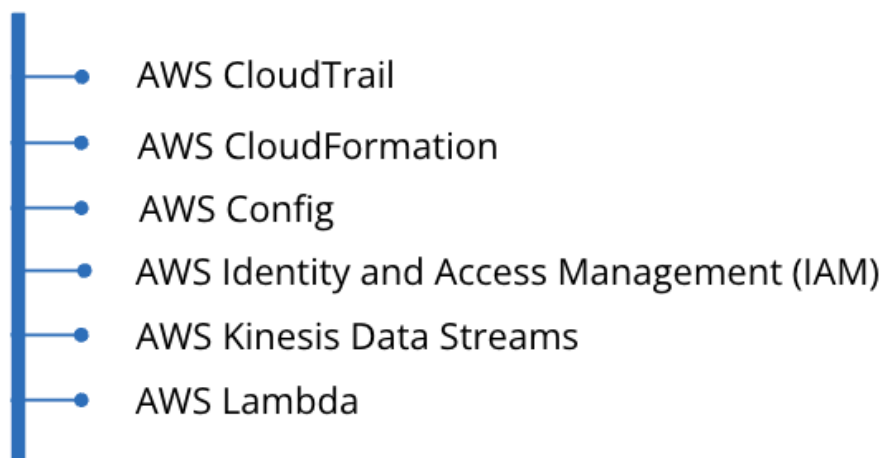 AWS CloudTrail
AWS CloudFormation
AWS Config
AWS Identity and Access Management (IAM)
AWS Kinesis Data Streams
AWS Lambda